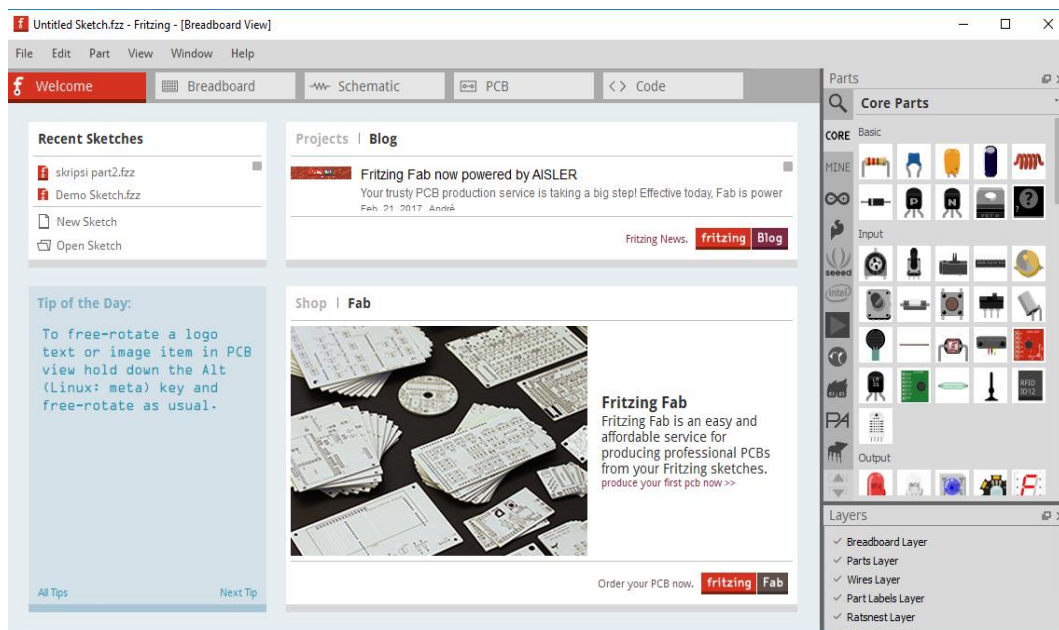 Untitled Sketch.fzz - Fritzing - [Breadboard View]
File Edit Part View Window Help
Welcome Breadboard Schematic PCB Code
Recent Sketches
skripsi part2.fzz
Demo Sketch.fzz
New Sketch
Open Sketch
Projects | Blog
Fritzing Fab now powered by AISLER
Your trusty PCB production service is taking a big step! Effective today, Fab is power
Feb. 21, 2017, André
Fritzing News. fritzing Blog
Tip of the Day:
To free-rotate a logo
text or image item in PCB
view hold down the Alt
(Linux: meta) key and
free-rotate as usual.
All Tips Next Tip
Shop | Fab
Fritzing Fab
Fritzing Fab is an easy and
affordable service for
producing professional PCBs
from your Fritzing sketches.
produce your first pcb now >>
Order your PCB now. fritzing Fab
Parts
Core Parts
CORE
MINE
seeed
intel
PA
Basic
P N
?
Input
LM
35
RFID
ID12
Output
Layers
Breadboard Layer
Parts Layer
Wires Layer
Part Labels Layer
Ratsnest Layer